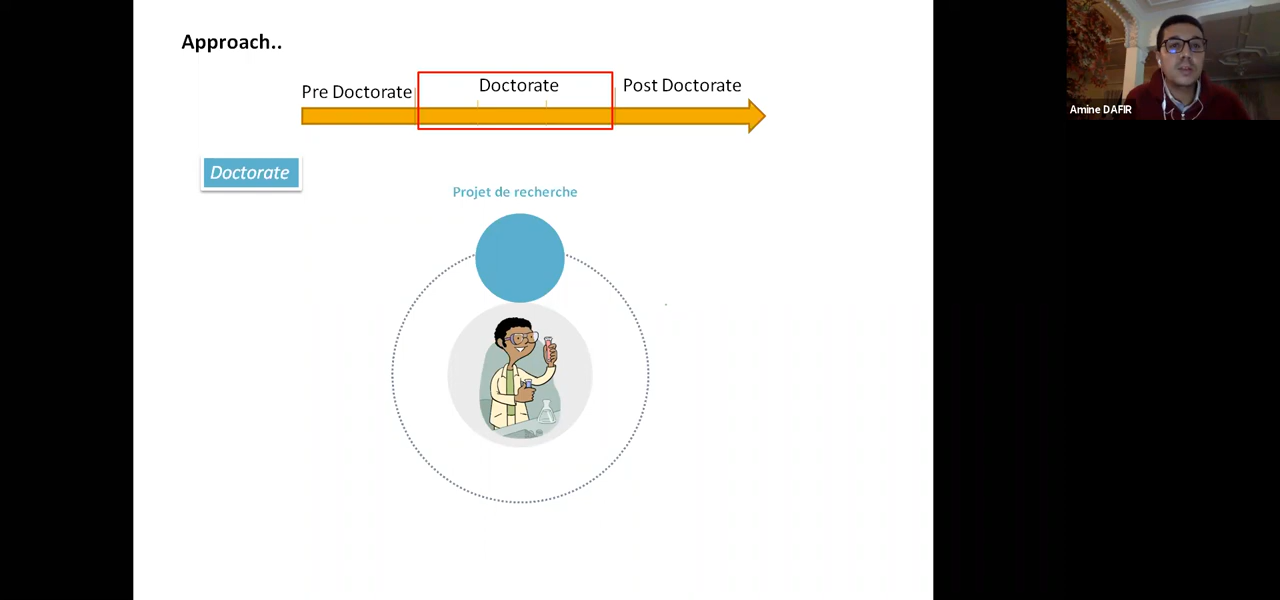 Approach..
Pre Doctorate
Doctorate
Post Doctorate
Amine DAFIR
Doctorate
Projet de recherche